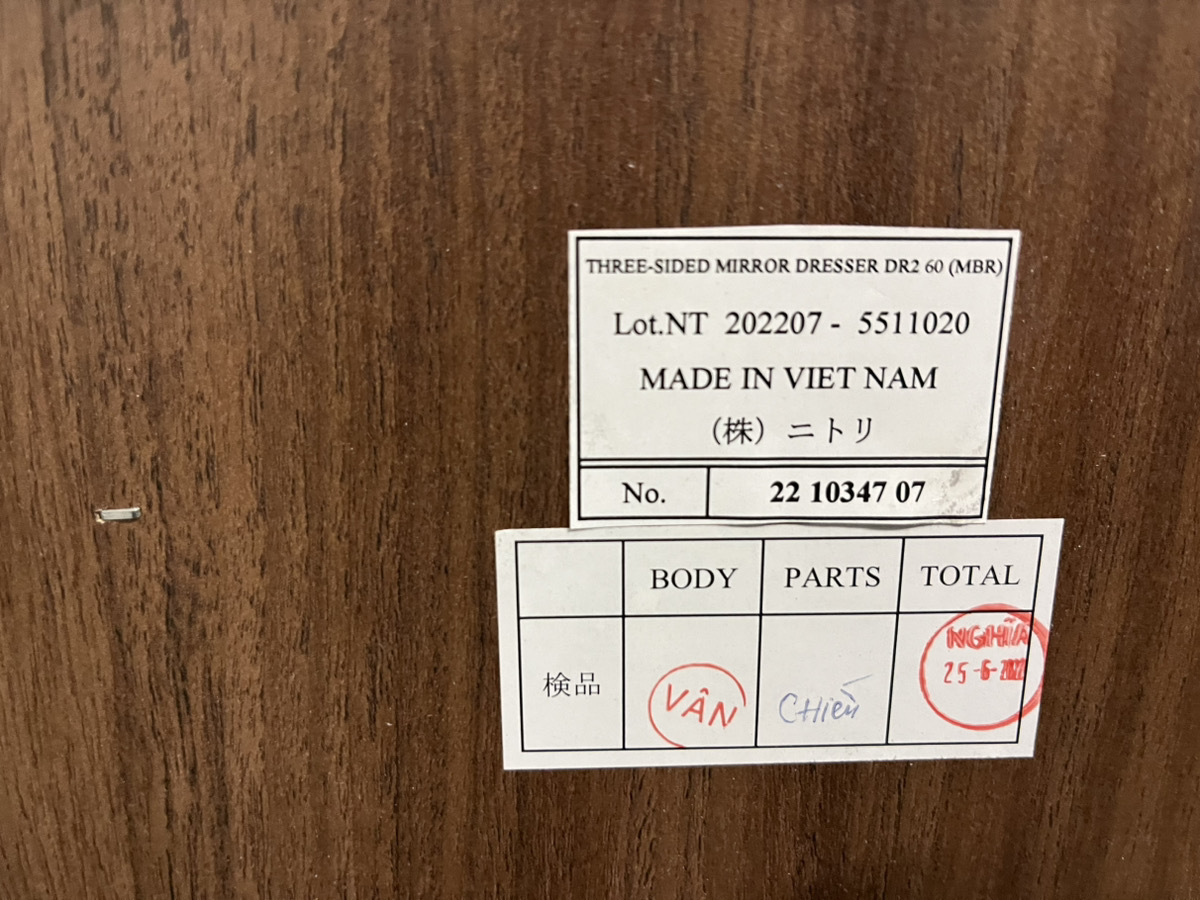 THREE-SIDED MIRROR DRESSER DR2 60 (MBR)
Lot.NT 202207 - 5511020
MADE IN VIET NAM
(株) ニトリ
No. 22 10347 07
BODY PARTS TOTAL
検品 VÂN CHiều NGHĨA
25-6-2022